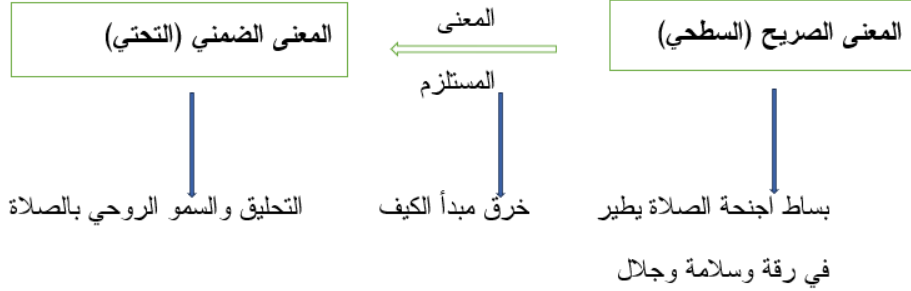 المعنى الصريح (السطحي)
المعنى
المستلزم
المعنى الضمني (التحتي)
بساط اجنحة الصلاة يطير
في رقة وسلامة وجلال
خرق مبدأ الكيف
التحليق والسمو الروحي بالصلاة